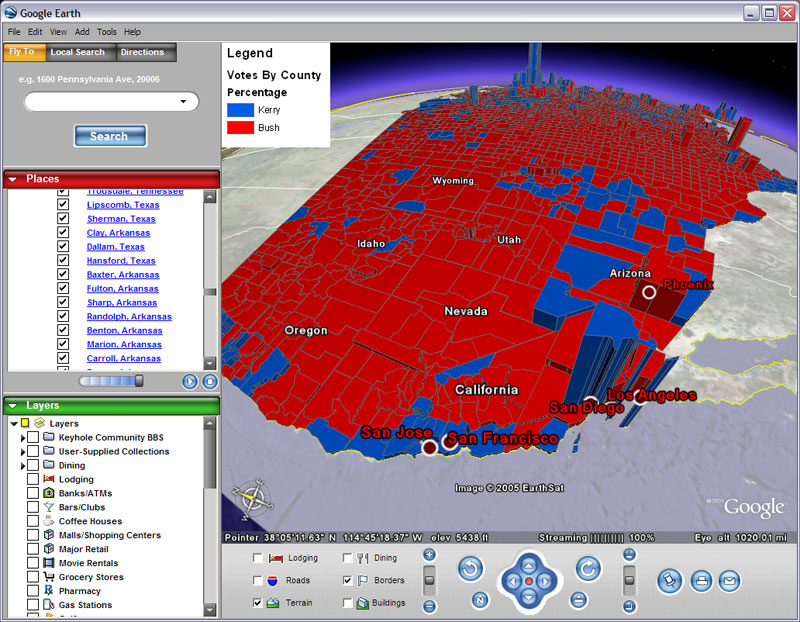 Google Earth
File Edit View Add Tools Help
Fly To Local Search Directions
e.g. 1600 Pennsylvania Ave, 20006
Search
Places
Trousdale, Tennessee
Lipscomb, Texas
Sherman, Texas
Clay, Arkansas
Dallam, Texas
Hansford, Texas
Baxter, Arkansas
Fulton, Arkansas
Sharp, Arkansas
Randolph, Arkansas
Benton, Arkansas
Marion, Arkansas
Carroll, Arkansas
Layers
Layers
Keyhole Community BBS
User-Supplied Collections
Dining
Lodging
Banks/ATMs
Bars/Clubs
Coffee Houses
Malls/Shopping Centers
Major Retail
Movie Rentals
Grocery Stores
Pharmacy
Gas Stations
Legend
Votes By County
Percentage
Kerry
Bush
Wyoming
Idaho
Utah
Arizona
Phoenix
Nevada
Oregon
California
Los Angeles
San Diego
San Jose
San Francisco
Image © 2005 EarthSat
© 2005 Google
Pointer 38°05'11.63" N 114°45'18.37" W elev 5438 ft Streaming |||||||||| 100% Eye alt 1020.01 mi
Lodging Dining
Roads Borders
Terrain Buildings
N